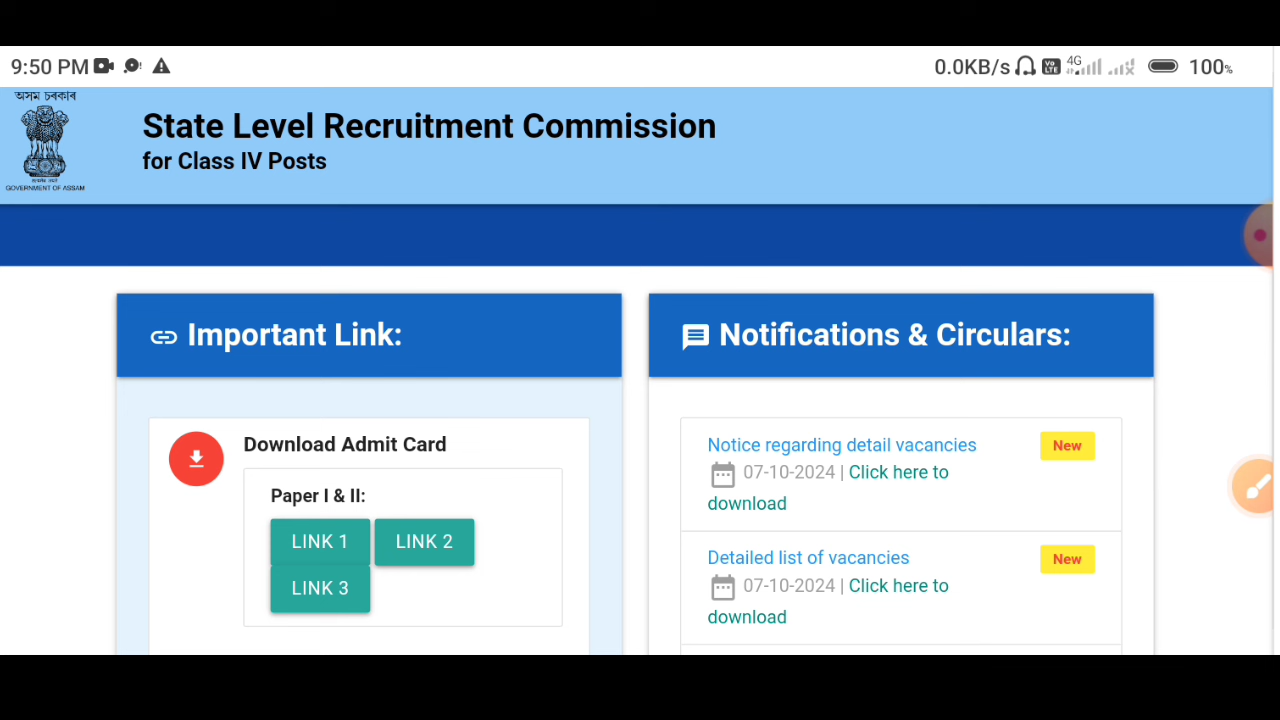 9:50 PM
0.0KB/s
4G
Vo
LTE
100%
অসম চৰকাৰ
GOVERNMENT OF ASSAM
State Level Recruitment Commission
for Class IV Posts
Important Link:
Download Admit Card
Paper I & II:
LINK 1 LINK 2
LINK 3
Notifications & Circulars:
Notice regarding detail vacancies New
07-10-2024 | Click here to
download
Detailed list of vacancies New
07-10-2024 | Click here to
download